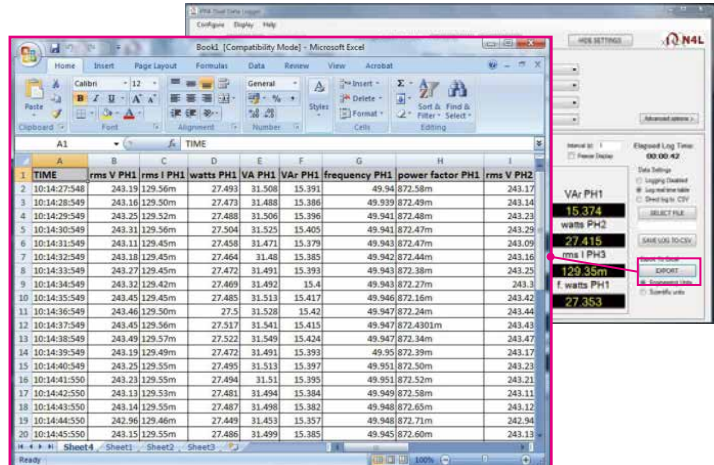 PPA Real Data Logger
Configure Display Help
HIDE SETTINGS
N4L
Advanced options >
Interval (s) 1
Freeze Display
Elapsed Log Time:
00:00:42
Data Settings
Logging Disabled
Log real time table
Direct log to .CSV
SELECT FILE
SAVE LOG TO CSV
EXPORT
Scientific units
VAr PH1
15.374
watts PH2
27.415
rms I PH3
129.35m
f. watts PH1
27.353
Book1 [Compatibility Mode] - Microsoft Excel
Home Insert Page Layout Formulas Data Review View Acrobat
Paste
Calibri 12
B I U
General
Styles
Insert
Delete
Format
Sort & Filter
Find & Select
Clipboard Font Alignment Number Cells Editing
A1 fx TIME
A B C D E F G H I
1 TIME rms V PH1 rms I PH1 watts PH1 VA PH1 VAr PH1 frequency PH1 power factor PH1 rms V PH2
2 10:14:27:548 243.19 129.56m 27.493 31.508 15.391 49.94 872.58m 243.17
3 10:14:28:549 243.16 129.50m 27.473 31.488 15.386 49.939 872.49m 243.14
4 10:14:29:549 243.25 129.52m 27.488 31.506 15.396 49.941 872.48m 243.23
5 10:14:30:549 243.31 129.56m 27.504 31.525 15.405 49.941 872.47m 243.29
6 10:14:31:549 243.11 129.45m 27.458 31.471 15.379 49.943 872.47m 243.09
7 10:14:32:549 243.18 129.45m 27.464 31.48 15.385 49.942 872.44m 243.16
8 10:14:33:549 243.27 129.45m 27.472 31.491 15.393 49.943 872.38m 243.25
9 10:14:34:549 243.32 129.42m 27.469 31.492 15.4 49.943 872.27m 243.3
10 10:14:35:549 243.45 129.45m 27.485 31.513 15.417 49.946 872.16m 243.42
11 10:14:36:549 243.46 129.50m 27.5 31.528 15.42 49.947 872.24m 243.44
12 10:14:37:549 243.45 129.56m 27.517 31.541 15.415 49.947 872.4301m 243.43
13 10:14:38:549 243.49 129.57m 27.522 31.549 15.424 49.947 872.34m 243.47
14 10:14:39:549 243.19 129.49m 27.472 31.491 15.393 49.95 872.39m 243.17
15 10:14:40:549 243.25 129.55m 27.495 31.513 15.397 49.951 872.50m 243.23
16 10:14:41:550 243.23 129.55m 27.494 31.51 15.395 49.951 872.52m 243.21
17 10:14:42:550 243.13 129.53m 27.481 31.494 15.384 49.949 872.58m 243.11
18 10:14:43:550 243.14 129.55m 27.487 31.498 15.382 49.948 872.65m 243.12
19 10:14:44:550 242.96 129.46m 27.449 31.453 15.357 49.948 872.71m 242.94
20 10:14:45:550 243.15 129.55m 27.486 31.499 15.385 49.945 872.60m 243.13
Sheet4 Sheet1 Sheet2 Sheet3
Ready 100%